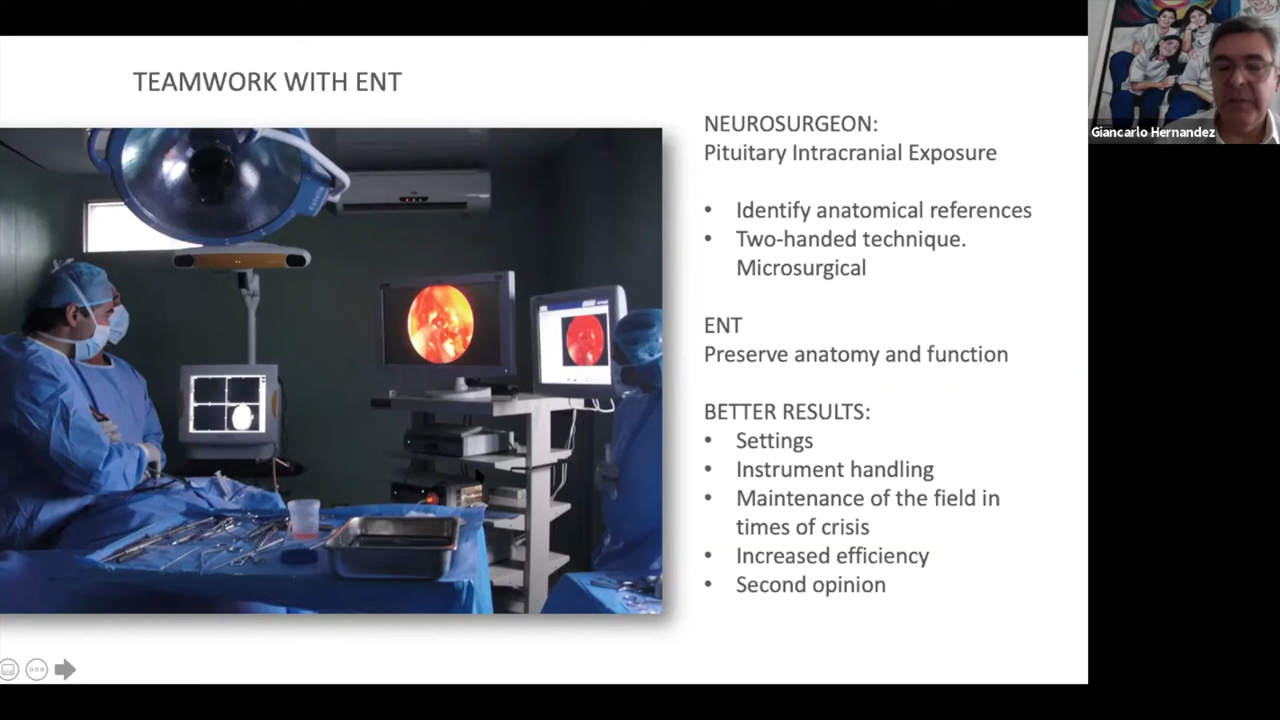 TEAMWORK WITH ENT
NEUROSURGEON:
Pituitary Intracranial Exposure
• Identify anatomical references
• Two-handed technique.
Microsurgical
ENT
Preserve anatomy and function
BETTER RESULTS:
• Settings
• Instrument handling
• Maintenance of the field in
times of crisis
• Increased efficiency
• Second opinion
Giancarlo Hernandez